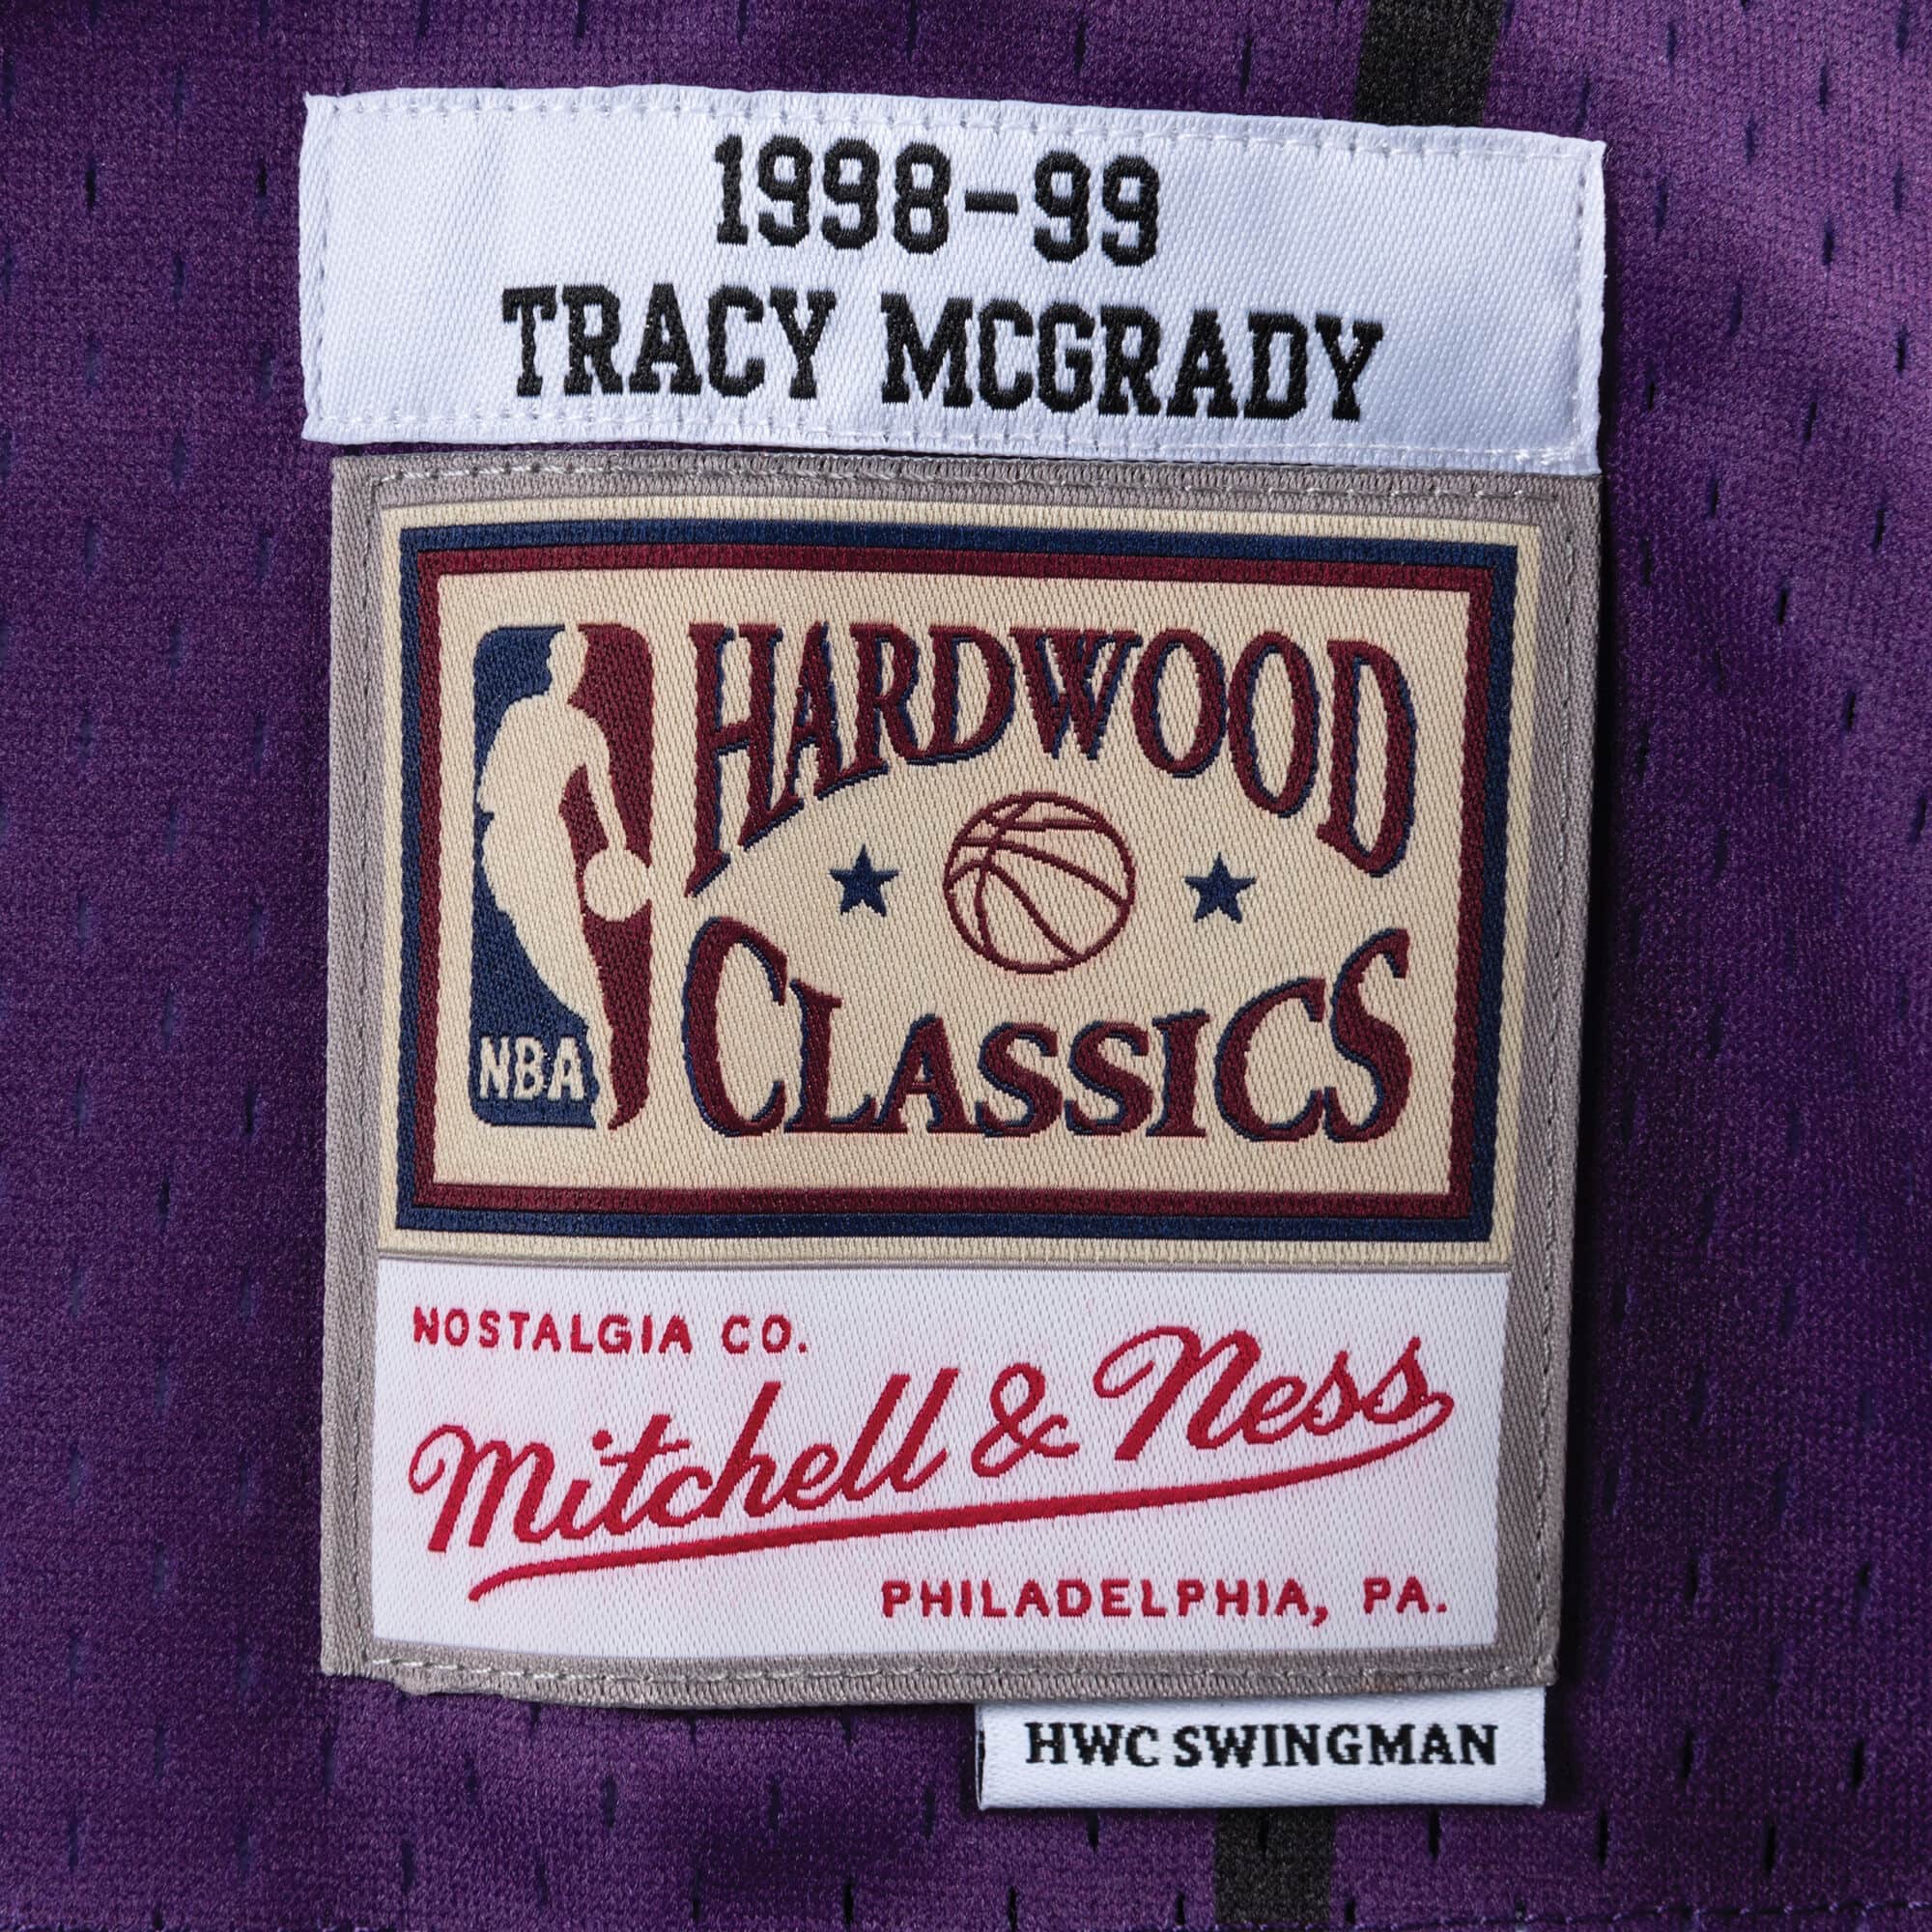 1998-99
TRACY MCGRADY
HARDWOOD
CLASSICS
NBA
NOSTALGIA CO.
Mitchell & Ness
PHILADELPHIA, PA.
HWC SWINGMAN